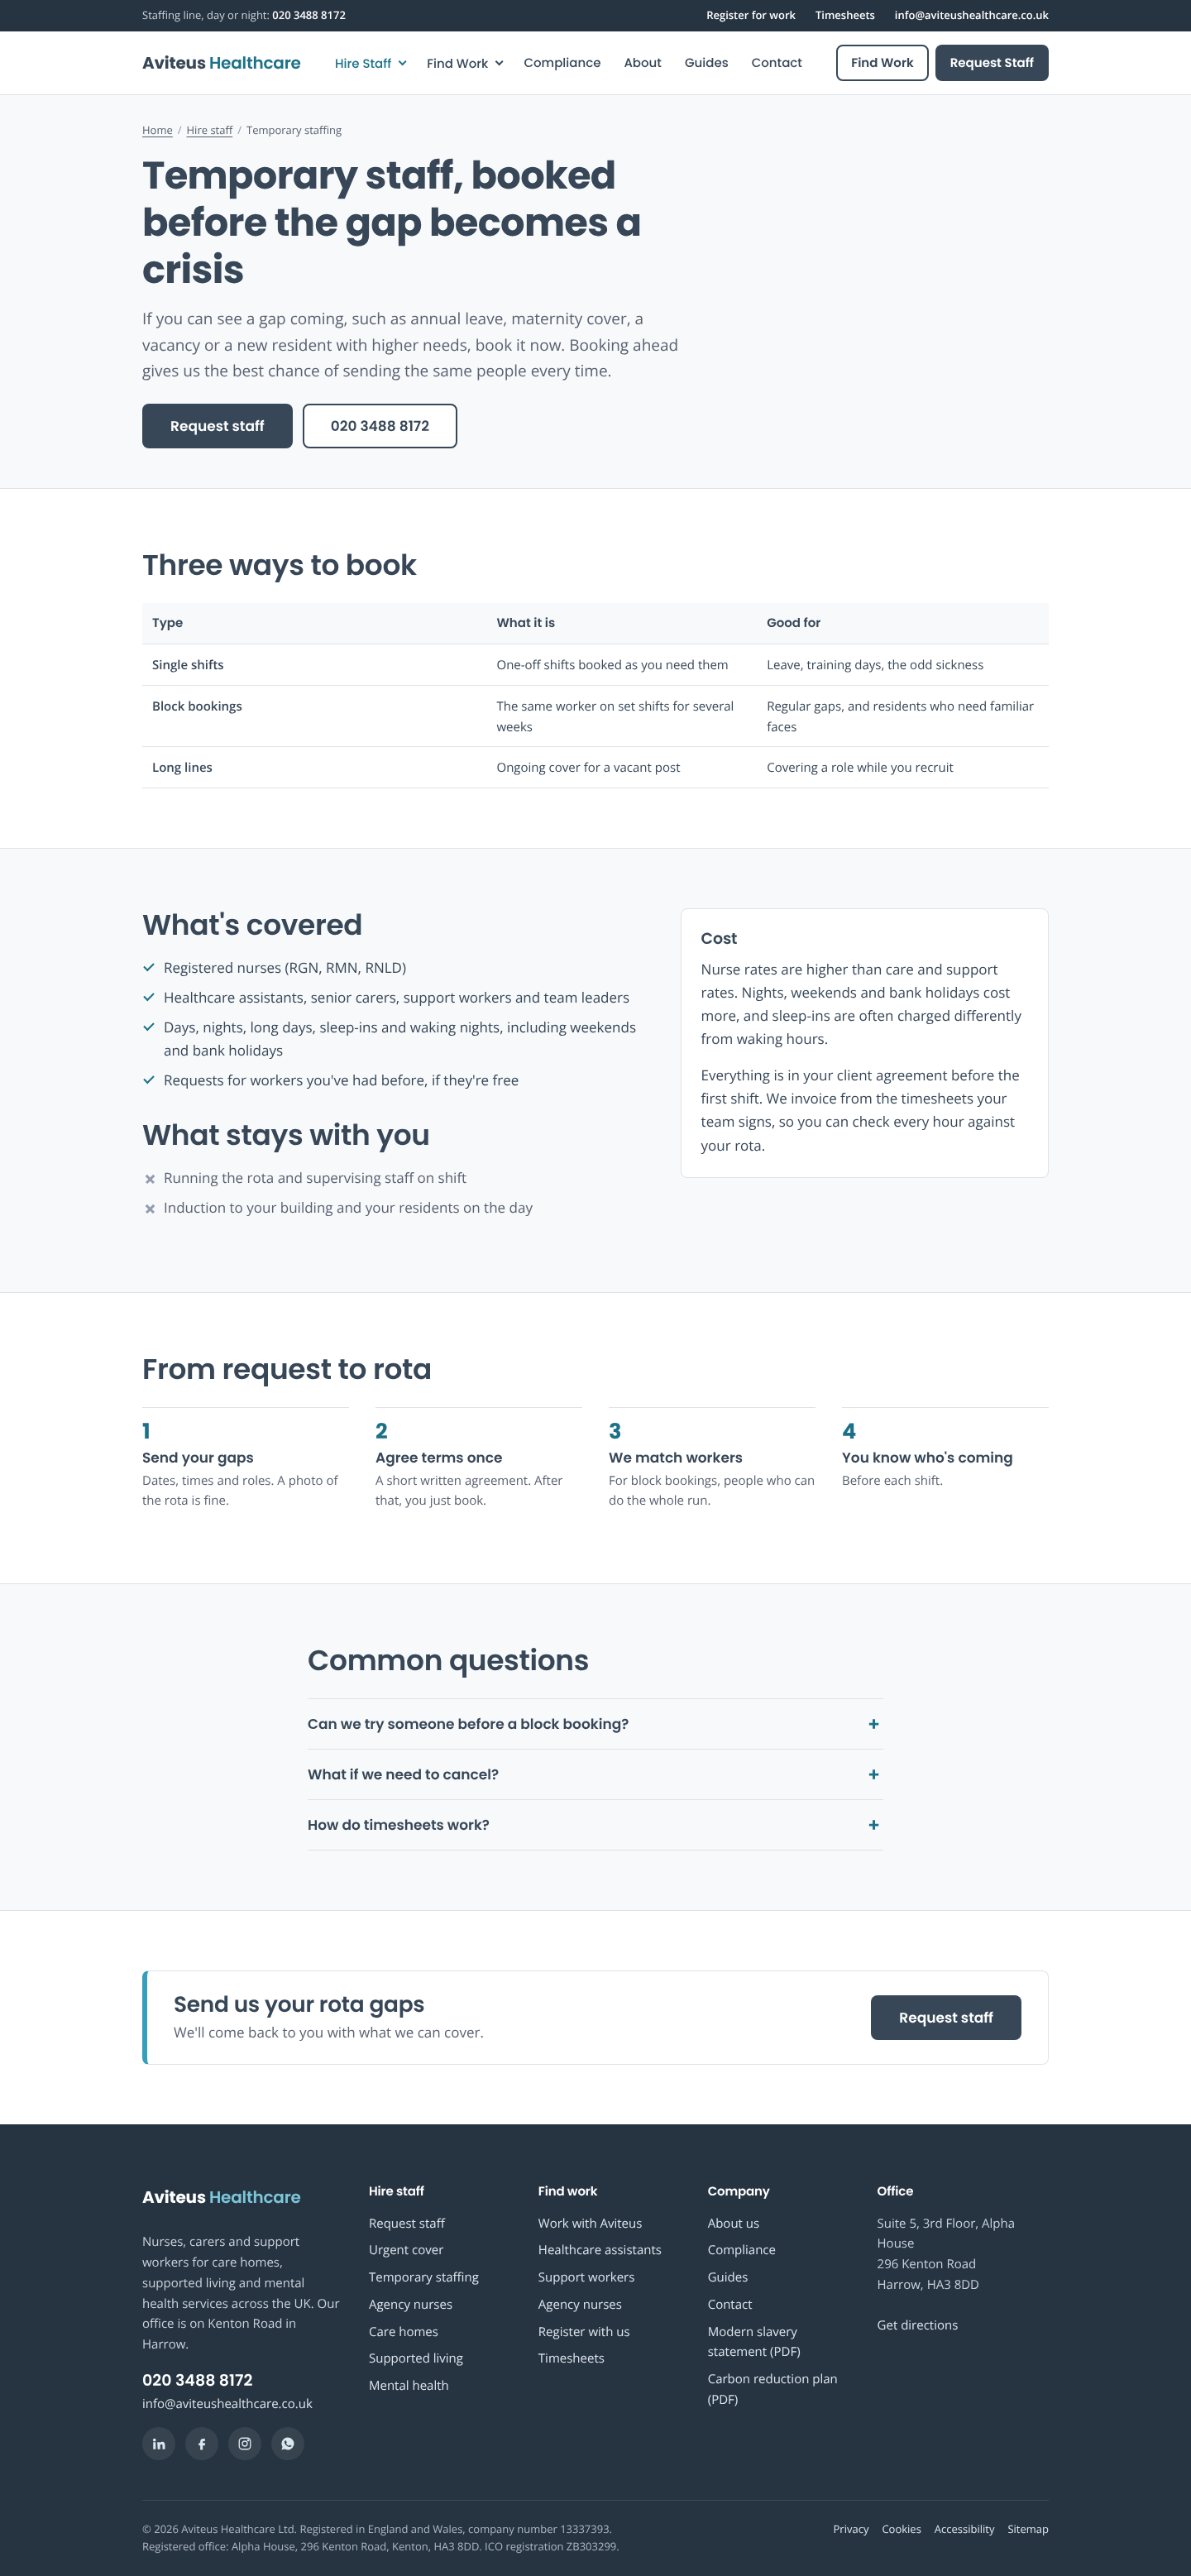 Staffing line, day or night: 020 3488 8172
Register for work
Timesheets
info@aviteushealthcare.co.uk
Aviteus Healthcare
Hire Staff
Find Work
Compliance
About
Guides
Contact
Find Work
Request Staff
Home / Hire staff / Temporary staffing
Temporary staff, booked
before the gap becomes a
crisis
If you can see a gap coming, such as annual leave, maternity cover, a
vacancy or a new resident with higher needs, book it now. Booking ahead
gives us the best chance of sending the same people every time.
Request staff
020 3488 8172
Three ways to book
Type
What it is
Good for
Single shifts
One-off shifts booked as you need them
Leave, training days, the odd sickness
Block bookings
The same worker on set shifts for several
weeks
Regular gaps, and residents who need familiar
faces
Long lines
Ongoing cover for a vacant post
Covering a role while you recruit
What's covered
Registered nurses (RGN, RMN, RNLD)
Healthcare assistants, senior carers, support workers and team leaders
Days, nights, long days, sleep-ins and waking nights, including weekends
and bank holidays
Requests for workers you've had before, if they're free
What stays with you
Running the rota and supervising staff on shift
Induction to your building and your residents on the day
Cost
Nurse rates are higher than care and support
rates. Nights, weekends and bank holidays cost
more, and sleep-ins are often charged differently
from waking hours.
Everything is in your client agreement before the
first shift. We invoice from the timesheets your
team signs, so you can check every hour against
your rota.
From request to rota
1
Send your gaps
Dates, times and roles. A photo of
the rota is fine.
2
Agree terms once
A short written agreement. After
that, you just book.
3
We match workers
For block bookings, people who can
do the whole run.
4
You know who's coming
Before each shift.
Common questions
Can we try someone before a block booking? +
What if we need to cancel? +
How do timesheets work? +
Send us your rota gaps
We'll come back to you with what we can cover.
Request staff
Aviteus Healthcare
Nurses, carers and support
workers for care homes,
supported living and mental
health services across the UK. Our
office is on Kenton Road in
Harrow.
020 3488 8172
info@aviteushealthcare.co.uk
Hire staff
Request staff
Urgent cover
Temporary staffing
Agency nurses
Care homes
Supported living
Mental health
Find work
Work with Aviteus
Healthcare assistants
Support workers
Agency nurses
Register with us
Timesheets
Company
About us
Compliance
Guides
Contact
Modern slavery
statement (PDF)
Carbon reduction plan
(PDF)
Office
Suite 5, 3rd Floor, Alpha
House
296 Kenton Road
Harrow, HA3 8DD
Get directions
© 2026 Aviteus Healthcare Ltd. Registered in England and Wales, company number 13337393.
Registered office: Alpha House, 296 Kenton Road, Kenton, HA3 8DD. ICO registration ZB303299.
Privacy
Cookies
Accessibility
Sitemap